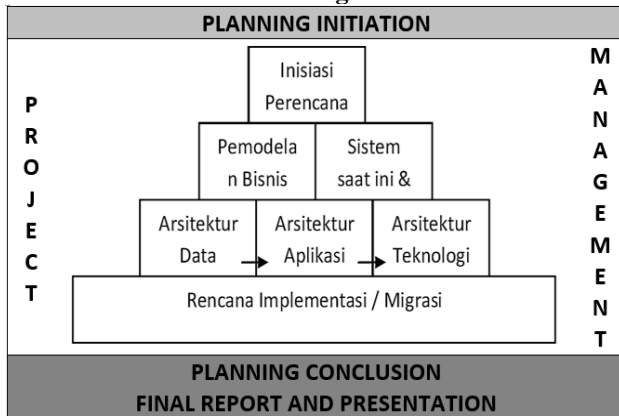 PLANNING INITIATION
PROJECT
MANAGEMENT
Inisiasi
Perencana
Pemodela
n Bisnis
Sistem
saat ini &
Arsitektur
Data
Arsitektur
Aplikasi
Arsitektur
Teknologi
Rencana Implementasi / Migrasi
PLANNING CONCLUSION
FINAL REPORT AND PRESENTATION